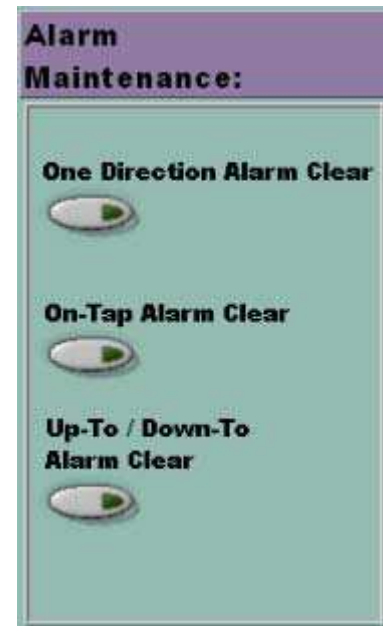 Alarm
Maintenance:
One Direction Alarm Clear
On-Tap Alarm Clear
Up-To / Down-To
Alarm Clear